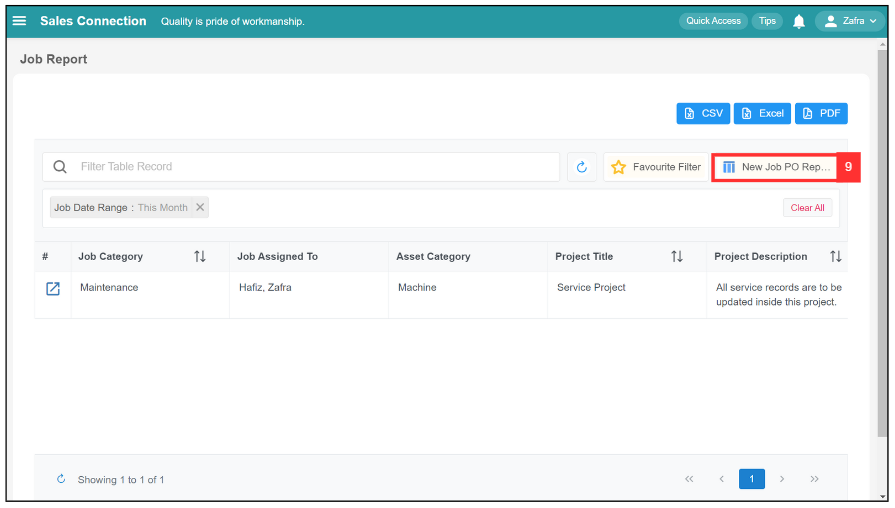 Sales Connection Quality is pride of workmanship. Quick Access Tips Zafra
Job Report
CSV Excel PDF
Filter Table Record Favourite Filter New Job PO Rep... 9
Job Date Range : This Month Clear All
# Job Category Job Assigned To Asset Category Project Title Project Description
Maintenance Hafiz, Zafra Machine Service Project All service records are to be
updated inside this project.
Showing 1 to 1 of 1 << < 1 > >>